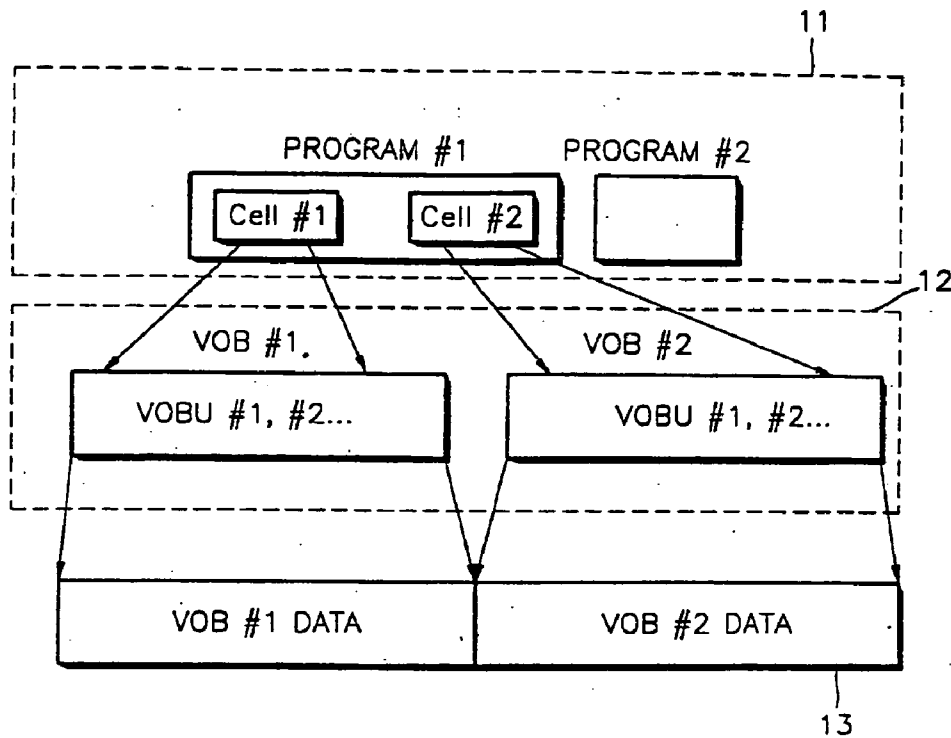 11
PROGRAM #1 PROGRAM #2
Cell #1 Cell #2
12
VOB #1. VOB #2
VOBU #1, #2... VOBU #1, #2...
VOB #1 DATA VOB #2 DATA
13